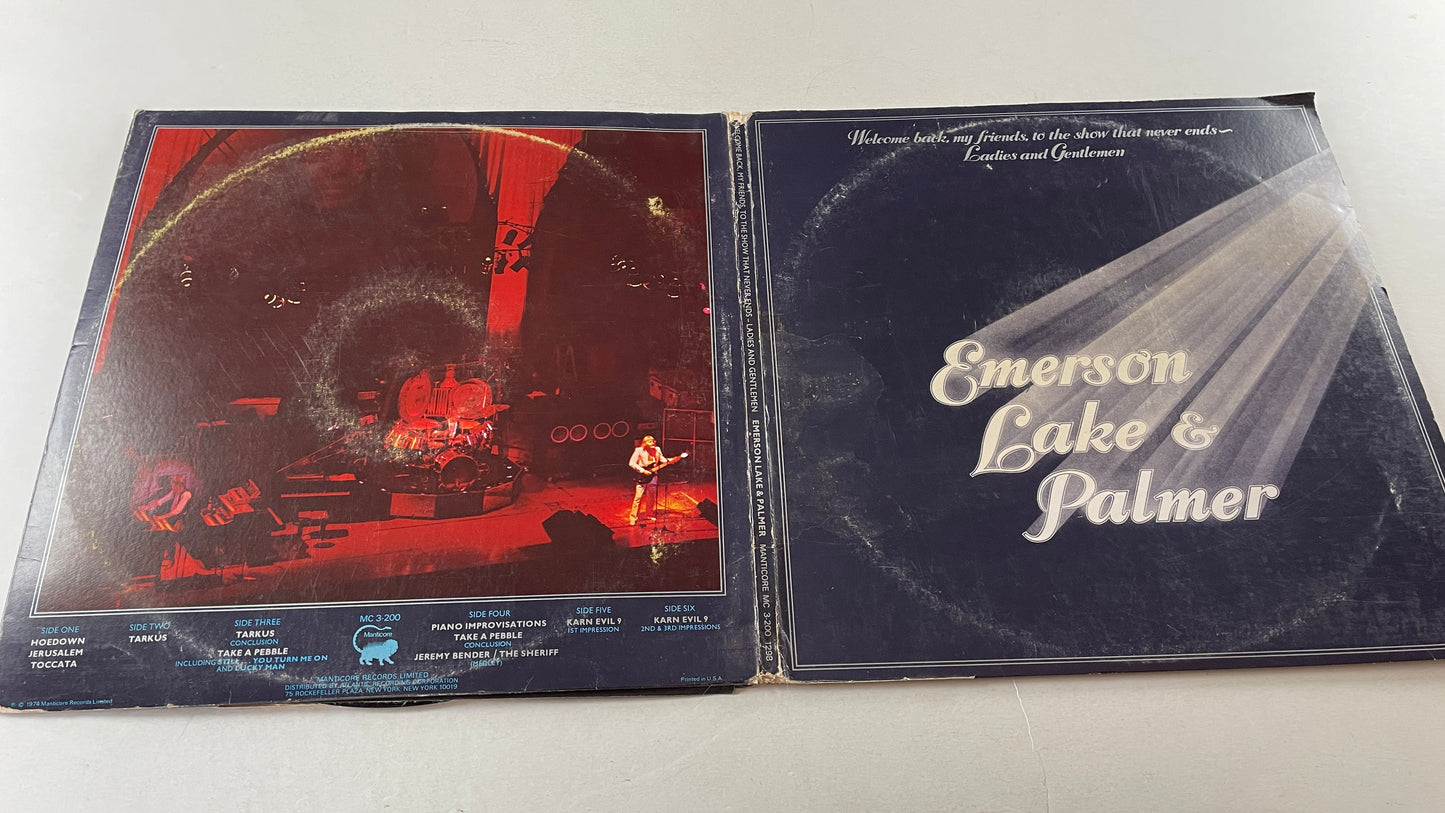 SIDE ONE
HOEDOWN
JERUSALEM
TOCCATA
SIDE TWO
TARKUS
SIDE THREE
TARKUS
CONCLUSION
TAKE A PEBBLE
INCLUDING STILL... YOU TURN ME ON
AND LUCKY MAN
MC 3-200
Manticore
SIDE FOUR
PIANO IMPROVISATIONS
TAKE A PEBBLE
CONCLUSION
JEREMY BENDER / THE SHERIFF
(MEDLEY)
SIDE FIVE
KARN EVIL 9
1ST IMPRESSION
SIDE SIX
KARN EVIL 9
2ND & 3RD IMPRESSIONS
MANTICORE RECORDS LIMITED
DISTRIBUTED BY ATLANTIC RECORDING CORPORATION
75 ROCKEFELLER PLAZA, NEW YORK, NEW YORK 10019
℗ © 1974 Manticore Records Limited
Printed in U.S.A.
WELCOME BACK, MY FRIENDS, TO THE SHOW THAT NEVER ENDS – LADIES AND GENTLEMEN EMERSON LAKE & PALMER MANTICORE MC 3-200 1298
Welcome back, my friends, to the show that never ends~
Ladies and Gentlemen
Emerson
Lake &
Palmer